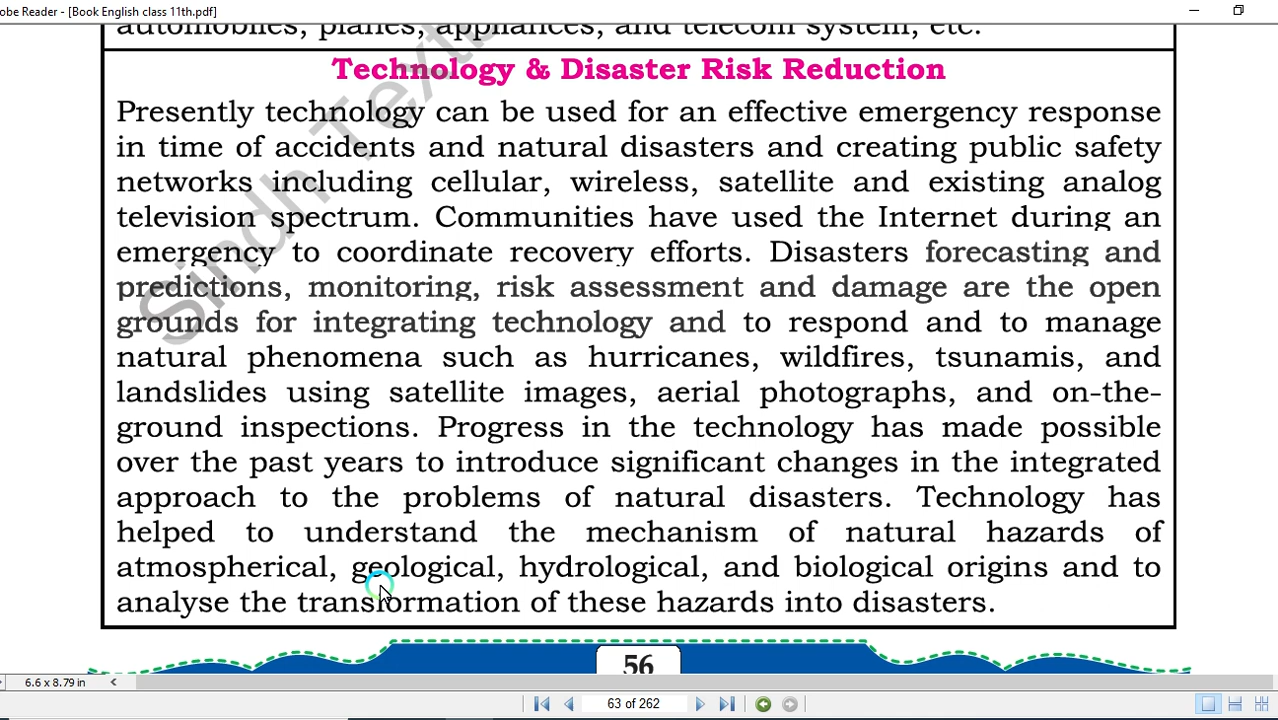 obe Reader - [Book English class 11th.pdf]
automobiles, planes, appliances, and telecom system, etc.
Technology & Disaster Risk Reduction
Presently technology can be used for an effective emergency response
in time of accidents and natural disasters and creating public safety
networks including cellular, wireless, satellite and existing analog
television spectrum. Communities have used the Internet during an
emergency to coordinate recovery efforts. Disasters forecasting and
predictions, monitoring, risk assessment and damage are the open
grounds for integrating technology and to respond and to manage
natural phenomena such as hurricanes, wildfires, tsunamis, and
landslides using satellite images, aerial photographs, and on-the-
ground inspections. Progress in the technology has made possible
over the past years to introduce significant changes in the integrated
approach to the problems of natural disasters. Technology has
helped to understand the mechanism of natural hazards of
atmospherical, geological, hydrological, and biological origins and to
analyse the transformation of these hazards into disasters.
Sindh Textb
56
6.6 x 8.79 in
63 of 262